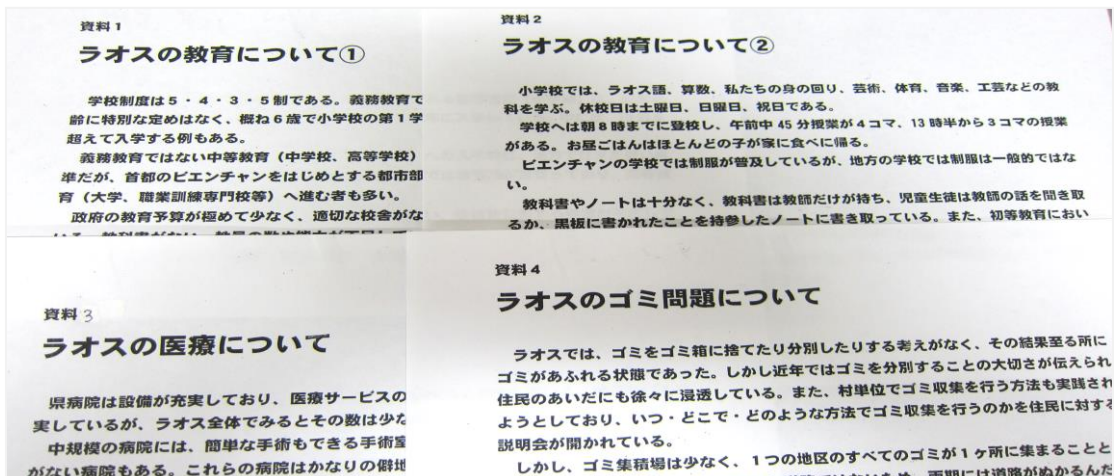 資料1
ラオスの教育について①
学校制度は5・4・3・5制である。義務教育で
齢に特別な定めはなく、概ね6歳で小学校の第1学
超えて入学する例もある。
義務教育ではない中等教育（中学校、高等学校）
準だが、首都のビエンチャンをはじめとする都市部
育（大学、職業訓練専門校等）へ進む者も多い。
政府の教育予算が極めて少なく、適切な校舎がな
資料2
ラオスの教育について②
小学校では、ラオス語、算数、私たちの身の回り、芸術、体育、音楽、工芸などの教
科を学ぶ。休校日は土曜日、日曜日、祝日である。
学校へは朝8時までに登校し、午前中45分授業が4コマ、13時半から3コマの授業
がある。お昼ごはんはほとんどの子が家に食べに帰る。
ビエンチャンの学校では制服が普及しているが、地方の学校では制服は一般的ではな
い。
教科書やノートは十分なく、教科書は教師だけが持ち、児童生徒は教師の話を聞き取
るか、黒板に書かれたことを持参したノートに書き取っている。また、初等教育におい
資料3
ラオスの医療について
県病院は設備が充実しており、医療サービスの
実しているが、ラオス全体でみるとその数は少な
中規模の病院には、簡単な手術もできる手術室
がない病院もある。これらの病院はかなりの僻地
資料4
ラオスのゴミ問題について
ラオスでは、ゴミをゴミ箱に捨てたり分別したりする考えがなく、その結果至る所に
ゴミがあふれる状態であった。しかし近年ではゴミを分別することの大切さが伝えられ
住民のあいだにも徐々に浸透している。また、村単位でゴミ収集を行う方法も実践され
ようとしており、いつ・どこで・どのような方法でゴミ収集を行うのかを住民に対する
説明会が開かれている。
しかし、ゴミ集積場は少なく、1つの地区のすべてのゴミが1ヶ所に集まることと